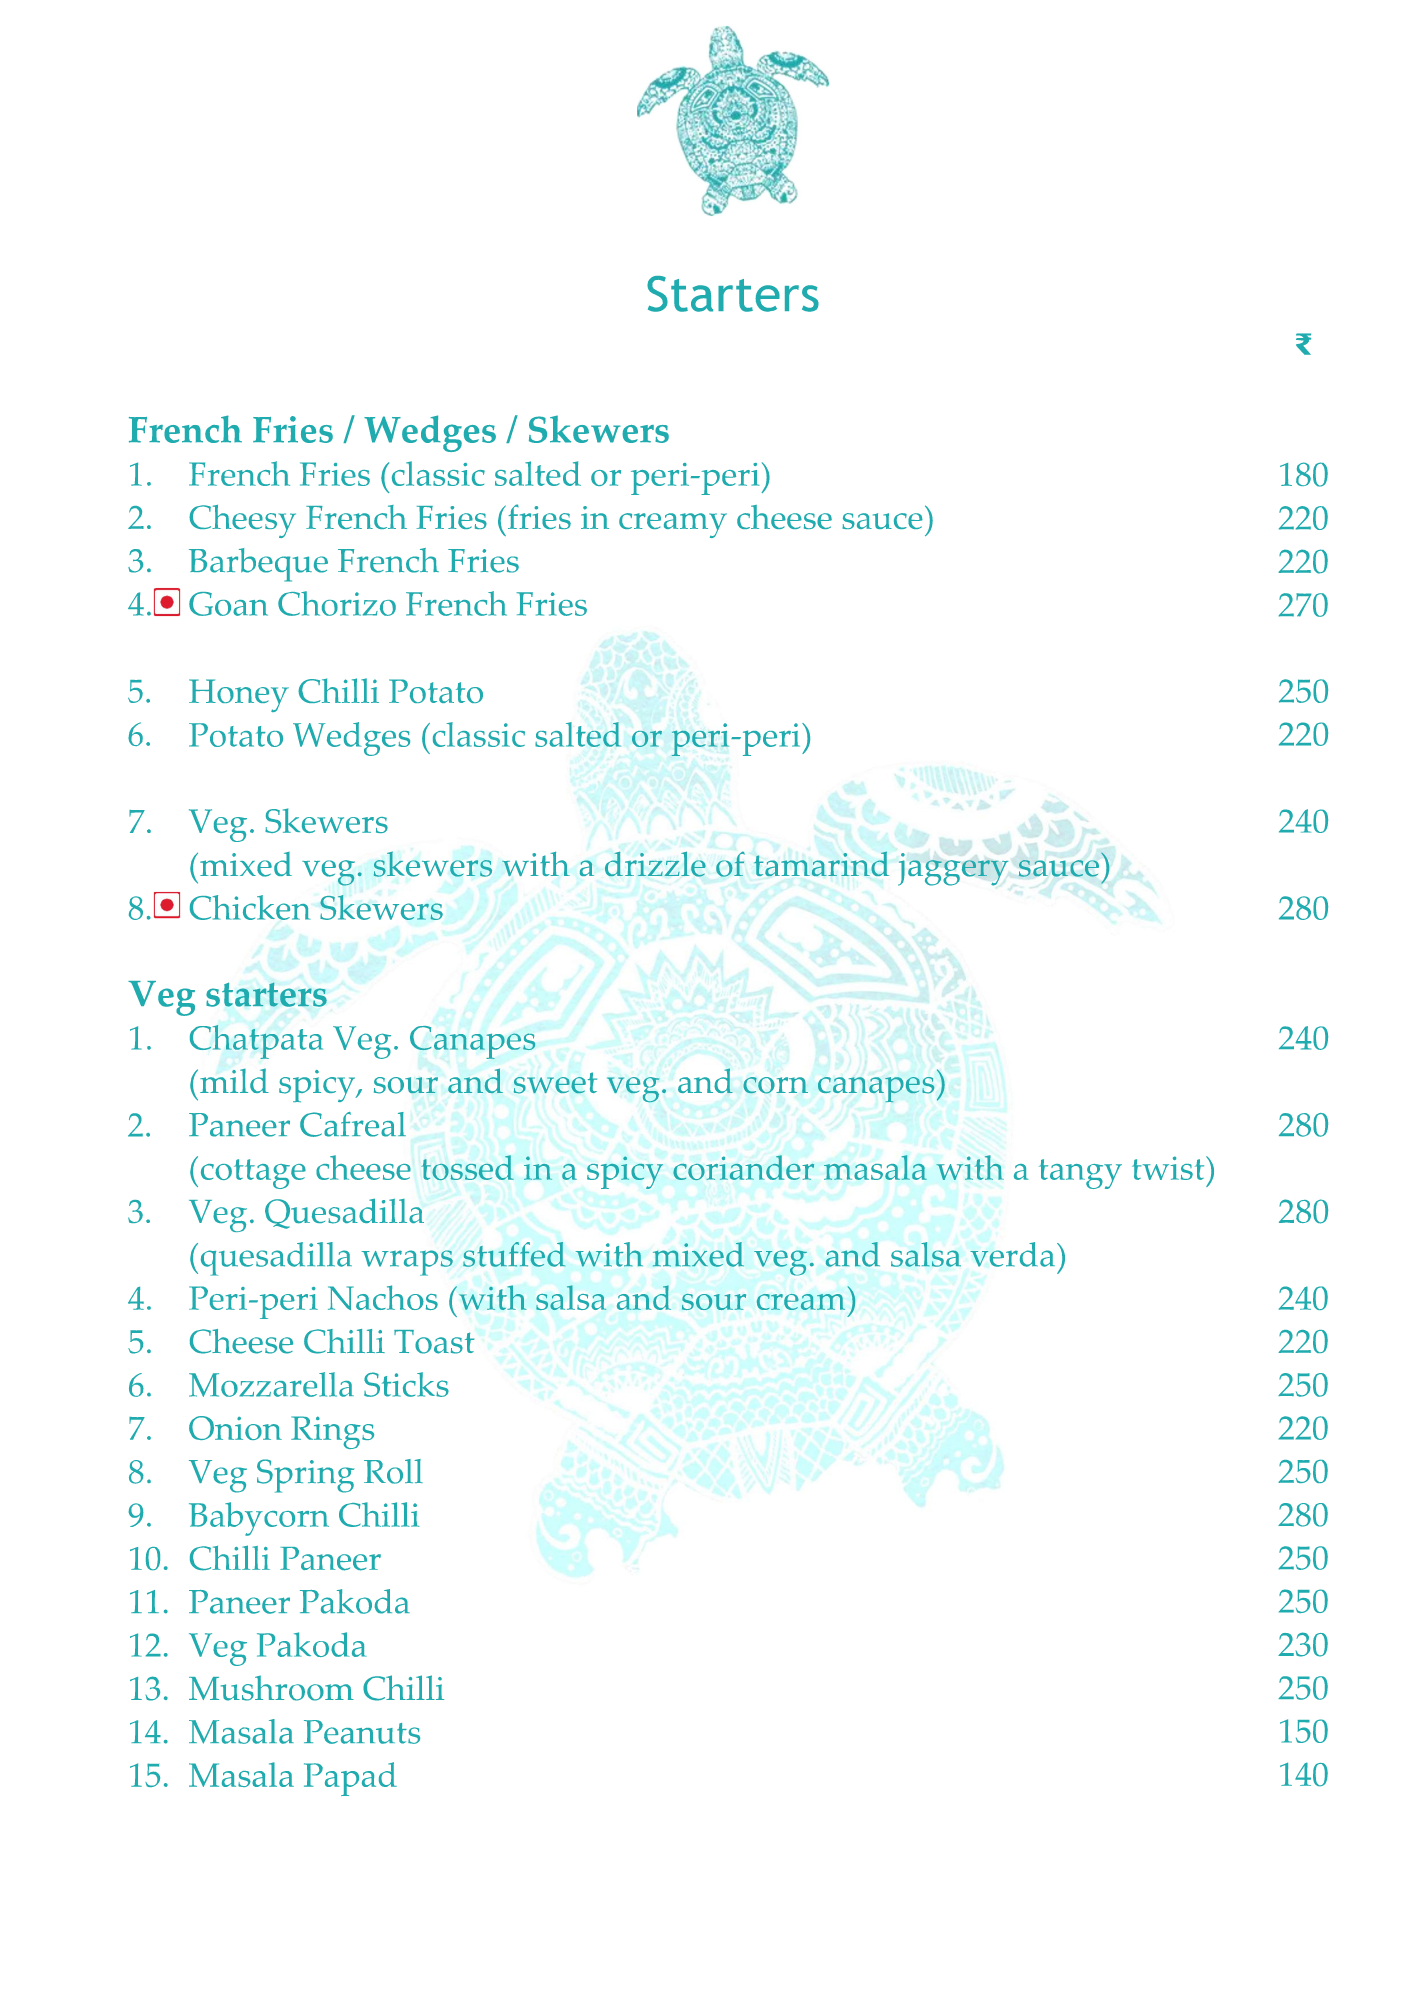 Starters
₹
French Fries / Wedges / Skewers
1. French Fries (classic salted or peri-peri) 180
2. Cheesy French Fries (fries in creamy cheese sauce) 220
3. Barbeque French Fries 220
4. Goan Chorizo French Fries 270
5. Honey Chilli Potato 250
6. Potato Wedges (classic salted or peri-peri) 220
7. Veg. Skewers 240
(mixed veg. skewers with a drizzle of tamarind jaggery sauce)
8. Chicken Skewers 280
Veg starters
1. Chatpata Veg. Canapes 240
(mild spicy, sour and sweet veg. and corn canapes)
2. Paneer Cafreal 280
(cottage cheese tossed in a spicy coriander masala with a tangy twist)
3. Veg. Quesadilla 280
(quesadilla wraps stuffed with mixed veg. and salsa verda)
4. Peri-peri Nachos (with salsa and sour cream) 240
5. Cheese Chilli Toast 220
6. Mozzarella Sticks 250
7. Onion Rings 220
8. Veg Spring Roll 250
9. Babycorn Chilli 280
10. Chilli Paneer 250
11. Paneer Pakoda 250
12. Veg Pakoda 230
13. Mushroom Chilli 250
14. Masala Peanuts 150
15. Masala Papad 140